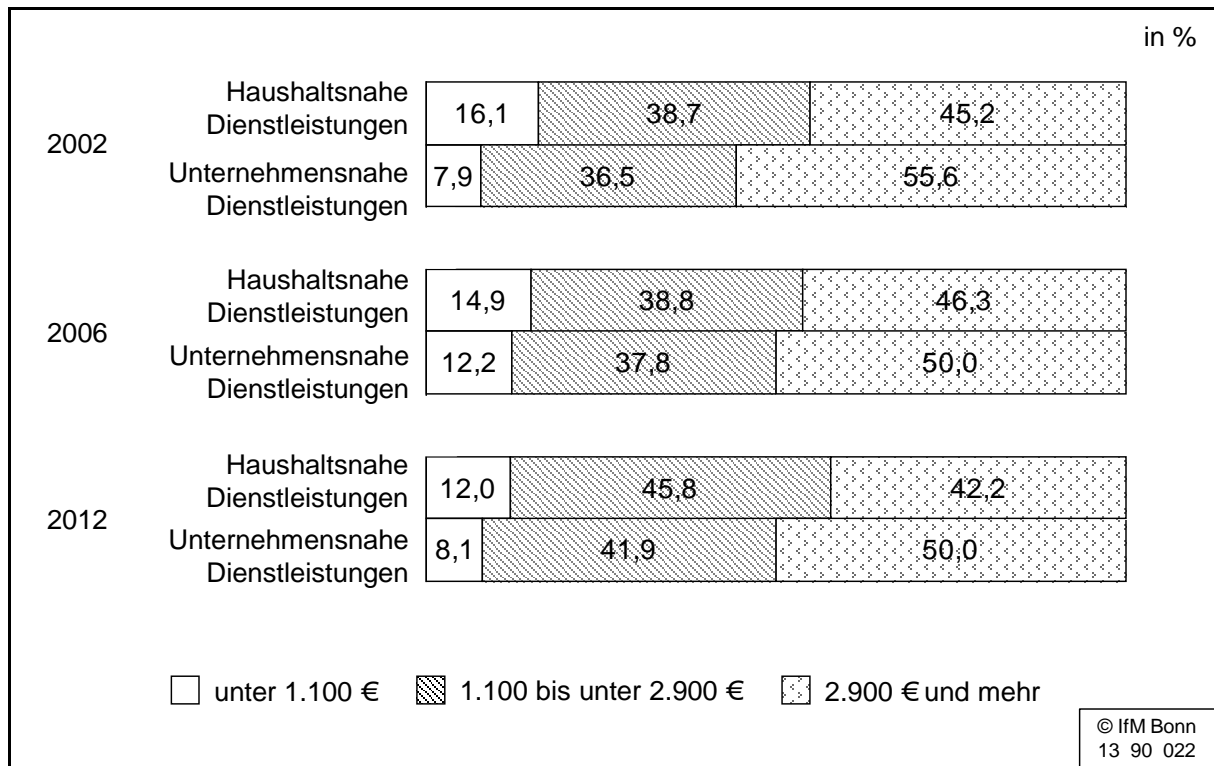 in %
Haushaltsnahe
Dienstleistungen
16,1 38,7 45,2
2002
Unternehmensnahe
Dienstleistungen
7,9 36,5 55,6
Haushaltsnahe
Dienstleistungen
14,9 38,8 46,3
2006
Unternehmensnahe
Dienstleistungen
12,2 37,8 50,0
Haushaltsnahe
Dienstleistungen
12,0 45,8 42,2
2012
Unternehmensnahe
Dienstleistungen
8,1 41,9 50,0
unter 1.100 € 1.100 bis unter 2.900 € 2.900 € und mehr
© IfM Bonn
13 90 022